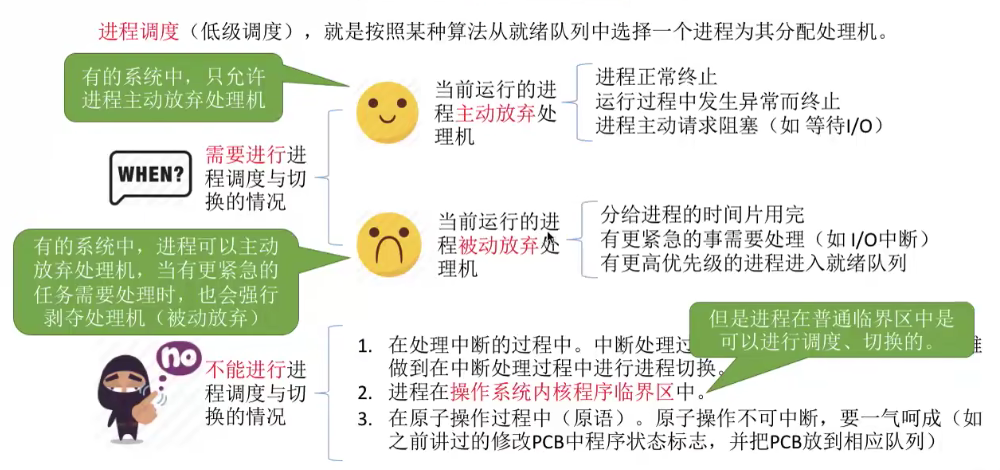 进程调度（低级调度），就是按照某种算法从就绪队列中选择一个进程为其分配处理机。
有的系统中，只允许
进程主动放弃处理机
当前运行的进
程主动放弃处
理机
进程正常终止
运行过程中发生异常而终止
进程主动请求阻塞（如 等待I/O）
WHEN?
需要进行进
程调度与切
换的情况
当前运行的进
程被动放弃处
理机
分给进程的时间片用完
有更紧急的事需要处理（如 I/O中断）
有更高优先级的进程进入就绪队列
有的系统中，进程可以主动
放弃处理机，当有更紧急的
任务需要处理时，也会强行
剥夺处理机（被动放弃）
但是进程在普通临界区中是
可以进行调度、切换的。
no
不能进行进
程调度与切
换的情况
1. 在处理中断的过程中。中断处理过
做到在中断处理过程中进行进程切换。
2. 进程在操作系统内核程序临界区中。
3. 在原子操作过程中（原语）。原子操作不可中断，要一气呵成（如
之前讲过的修改PCB中进程状态标志，并把PCB放到相应队列）